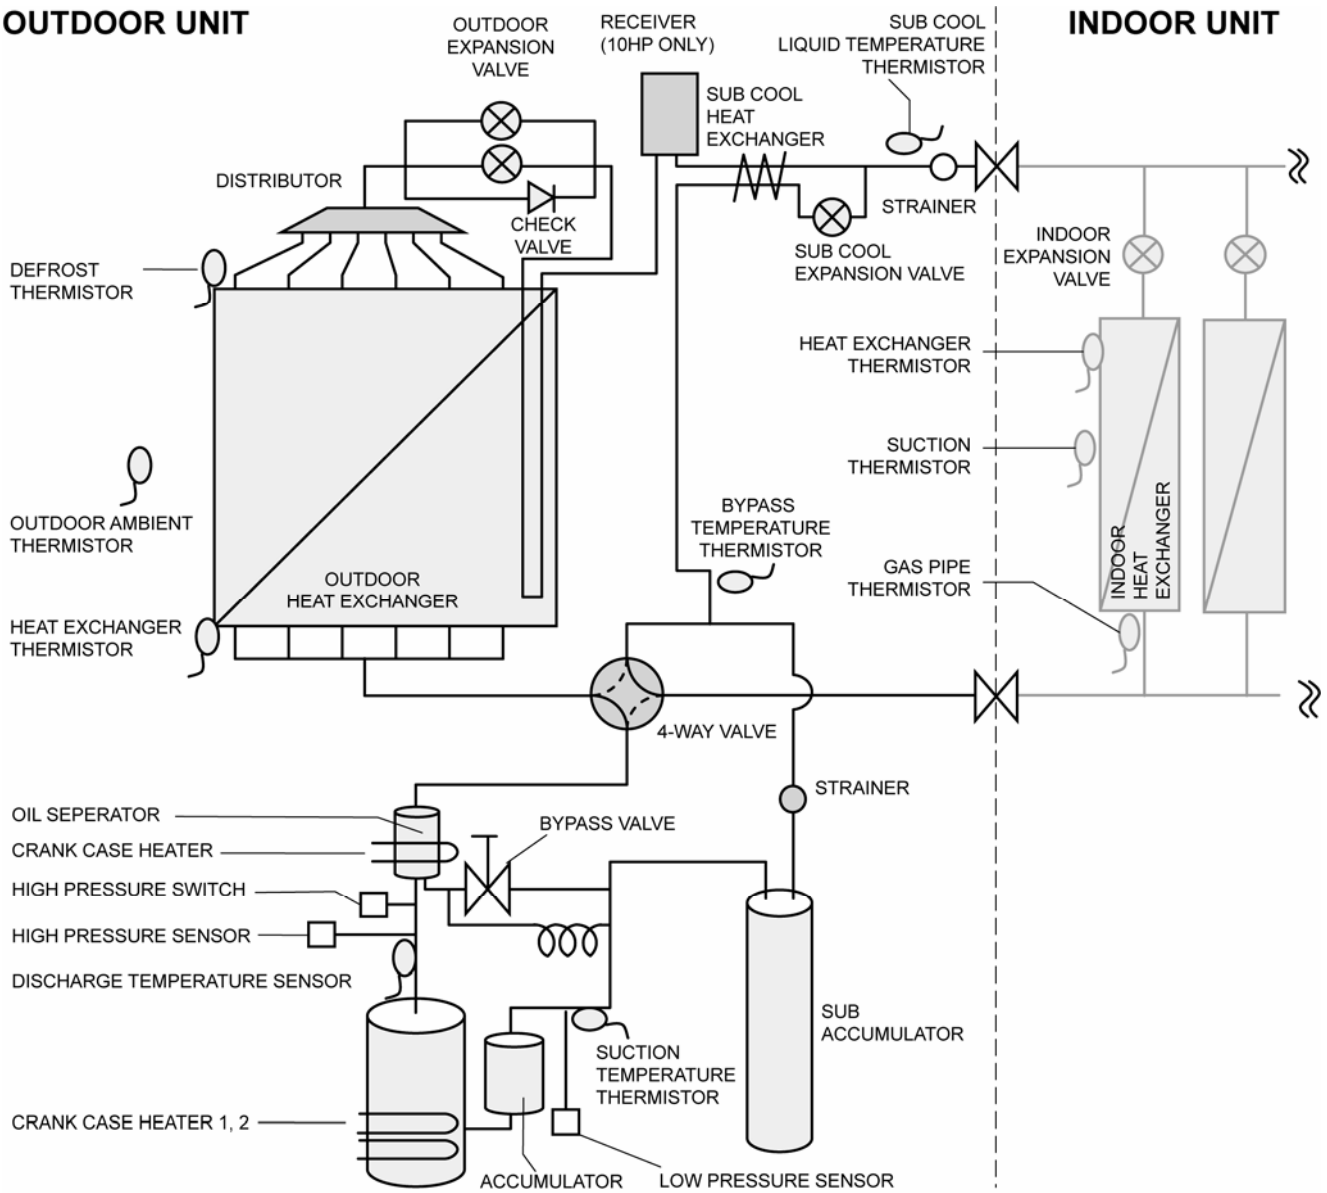 OUTDOOR UNIT
OUTDOOR
EXPANSION
VALVE
RECEIVER
(10HP ONLY)
SUB COOL
LIQUID TEMPERATURE
THERMISTOR
INDOOR UNIT
SUB COOL
HEAT
EXCHANGER
DISTRIBUTOR
CHECK
VALVE
STRAINER
SUB COOL
EXPANSION VALVE
INDOOR
EXPANSION
VALVE
DEFROST
THERMISTOR
HEAT EXCHANGER
THERMISTOR
SUCTION
THERMISTOR
OUTDOOR AMBIENT
THERMISTOR
BYPASS
TEMPERATURE
THERMISTOR
GAS PIPE
THERMISTOR
INDOOR
HEAT
EXCHANGER
OUTDOOR
HEAT EXCHANGER
HEAT EXCHANGER
THERMISTOR
4-WAY VALVE
STRAINER
OIL SEPERATOR
BYPASS VALVE
CRANK CASE HEATER
HIGH PRESSURE SWITCH
HIGH PRESSURE SENSOR
DISCHARGE TEMPERATURE SENSOR
SUB
ACCUMULATOR
SUCTION
TEMPERATURE
THERMISTOR
CRANK CASE HEATER 1, 2
ACCUMULATOR
LOW PRESSURE SENSOR